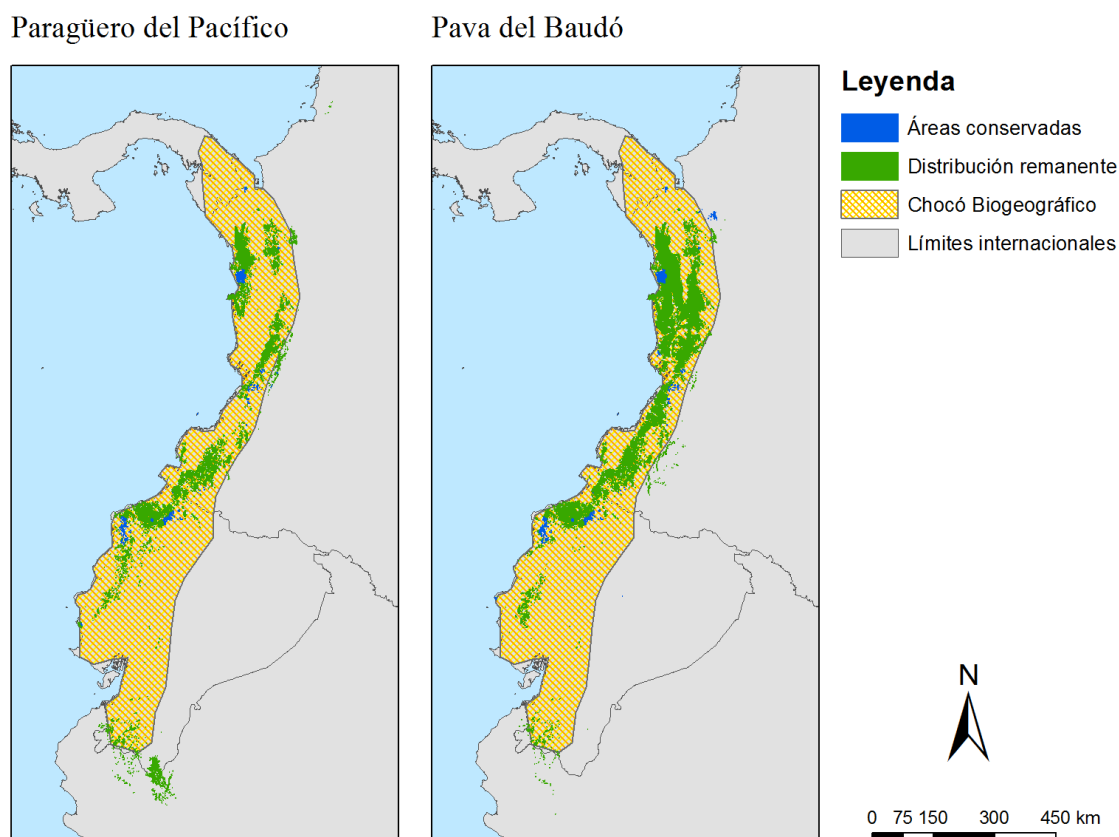 Paragüero del Pacífico
Pava del Baudó
Leyenda
Áreas conservadas
Distribución remanente
Chocó Biogeográfico
Límites internacionales
N
0 75 150 300 450 km